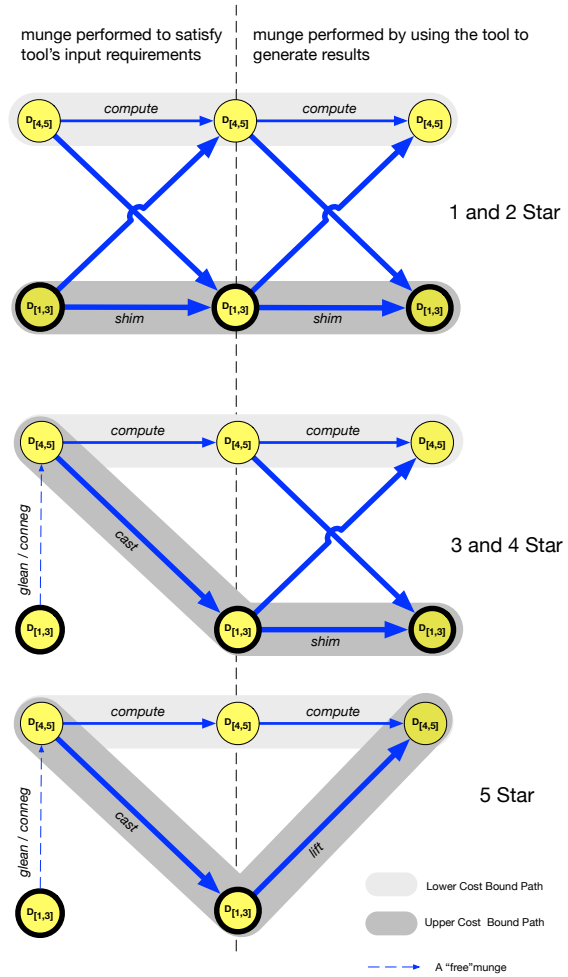 munge performed to satisfy
tool's input requirements
munge performed by using the tool to
generate results
D[4,5]
compute
D[4,5]
compute
D[4,5]
1 and 2 Star
D[1,3]
shim
D[1,3]
shim
D[1,3]
D[4,5]
compute
D[4,5]
compute
D[4,5]
glean / conneg
cast
3 and 4 Star
D[1,3]
D[1,3]
shim
D[1,3]
D[4,5]
compute
D[4,5]
compute
D[4,5]
glean / conneg
cast
lift
5 Star
D[1,3]
D[1,3]
Lower Cost Bound Path
Upper Cost Bound Path
A "free"munge